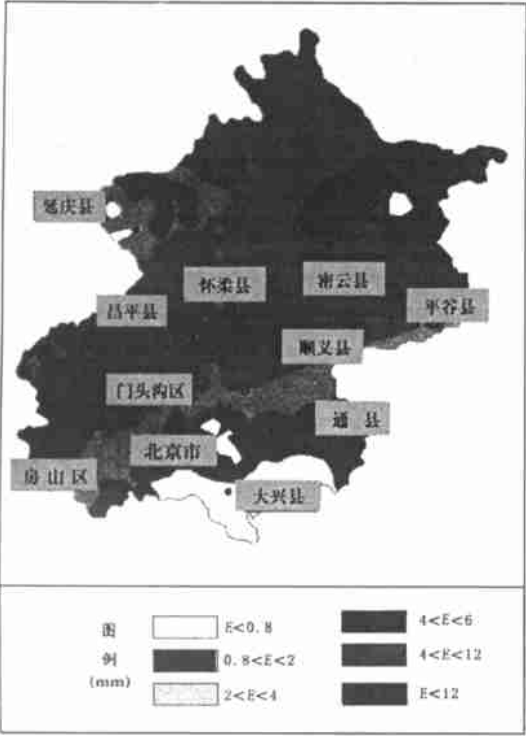 延庆县
怀柔县
密云县
昌平县
平谷县
顺义县
门头沟区
通 县
北京市
房 山 区
大兴县
图
例
(mm)
E<0.8
0.8<E<2
2<E<4
4<E<6
4<E<12
E<12